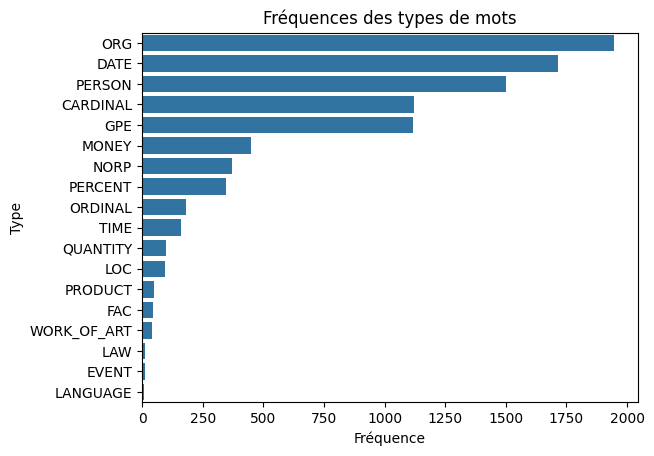 Fréquences des types de mots
ORG
DATE
PERSON
CARDINAL
GPE
MONEY
NORP
PERCENT
ORDINAL
TIME
QUANTITY
LOC
PRODUCT
FAC
WORK_OF_ART
LAW
EVENT
LANGUAGE
Type
0 250 500 750 1000 1250 1500 1750 2000
Fréquence